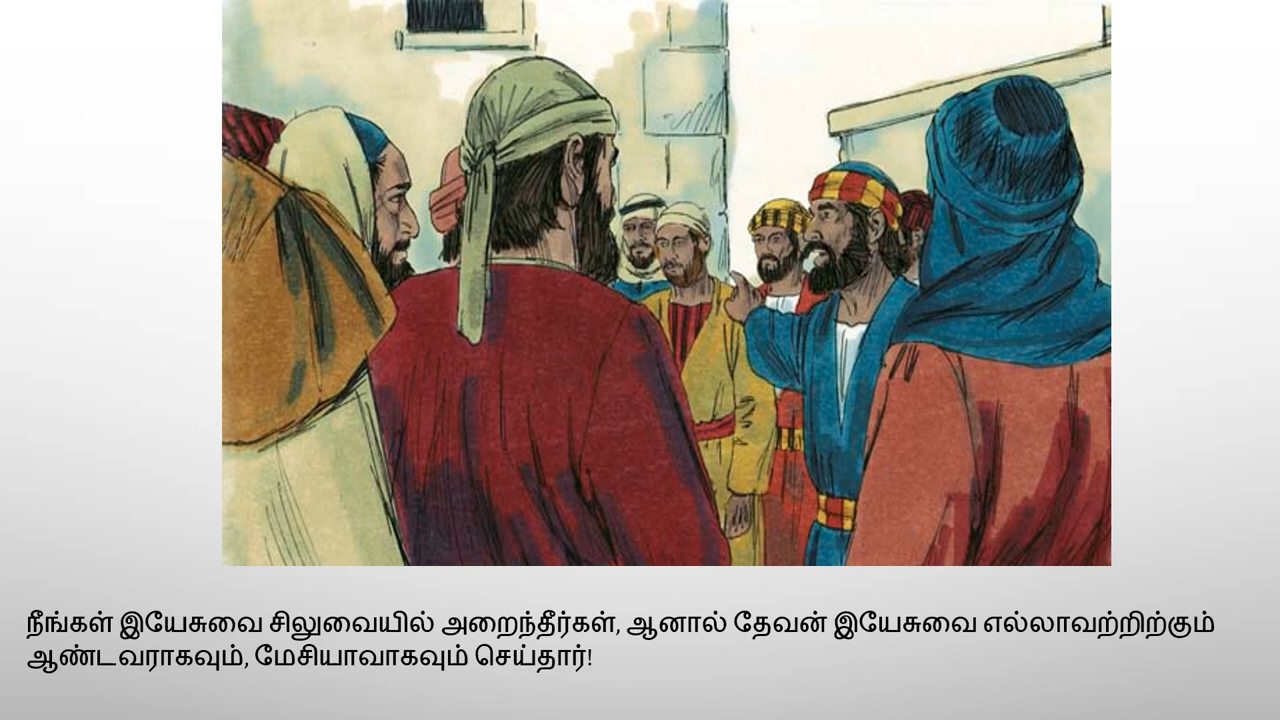 நீங்கள் இயேசுவை சிலுவையில் அறைந்தீர்கள், ஆனால் தேவன் இயேசுவை எல்லாவற்றிற்கும்
ஆண்டவராகவும், மேசியாவாகவும் செய்தார்!